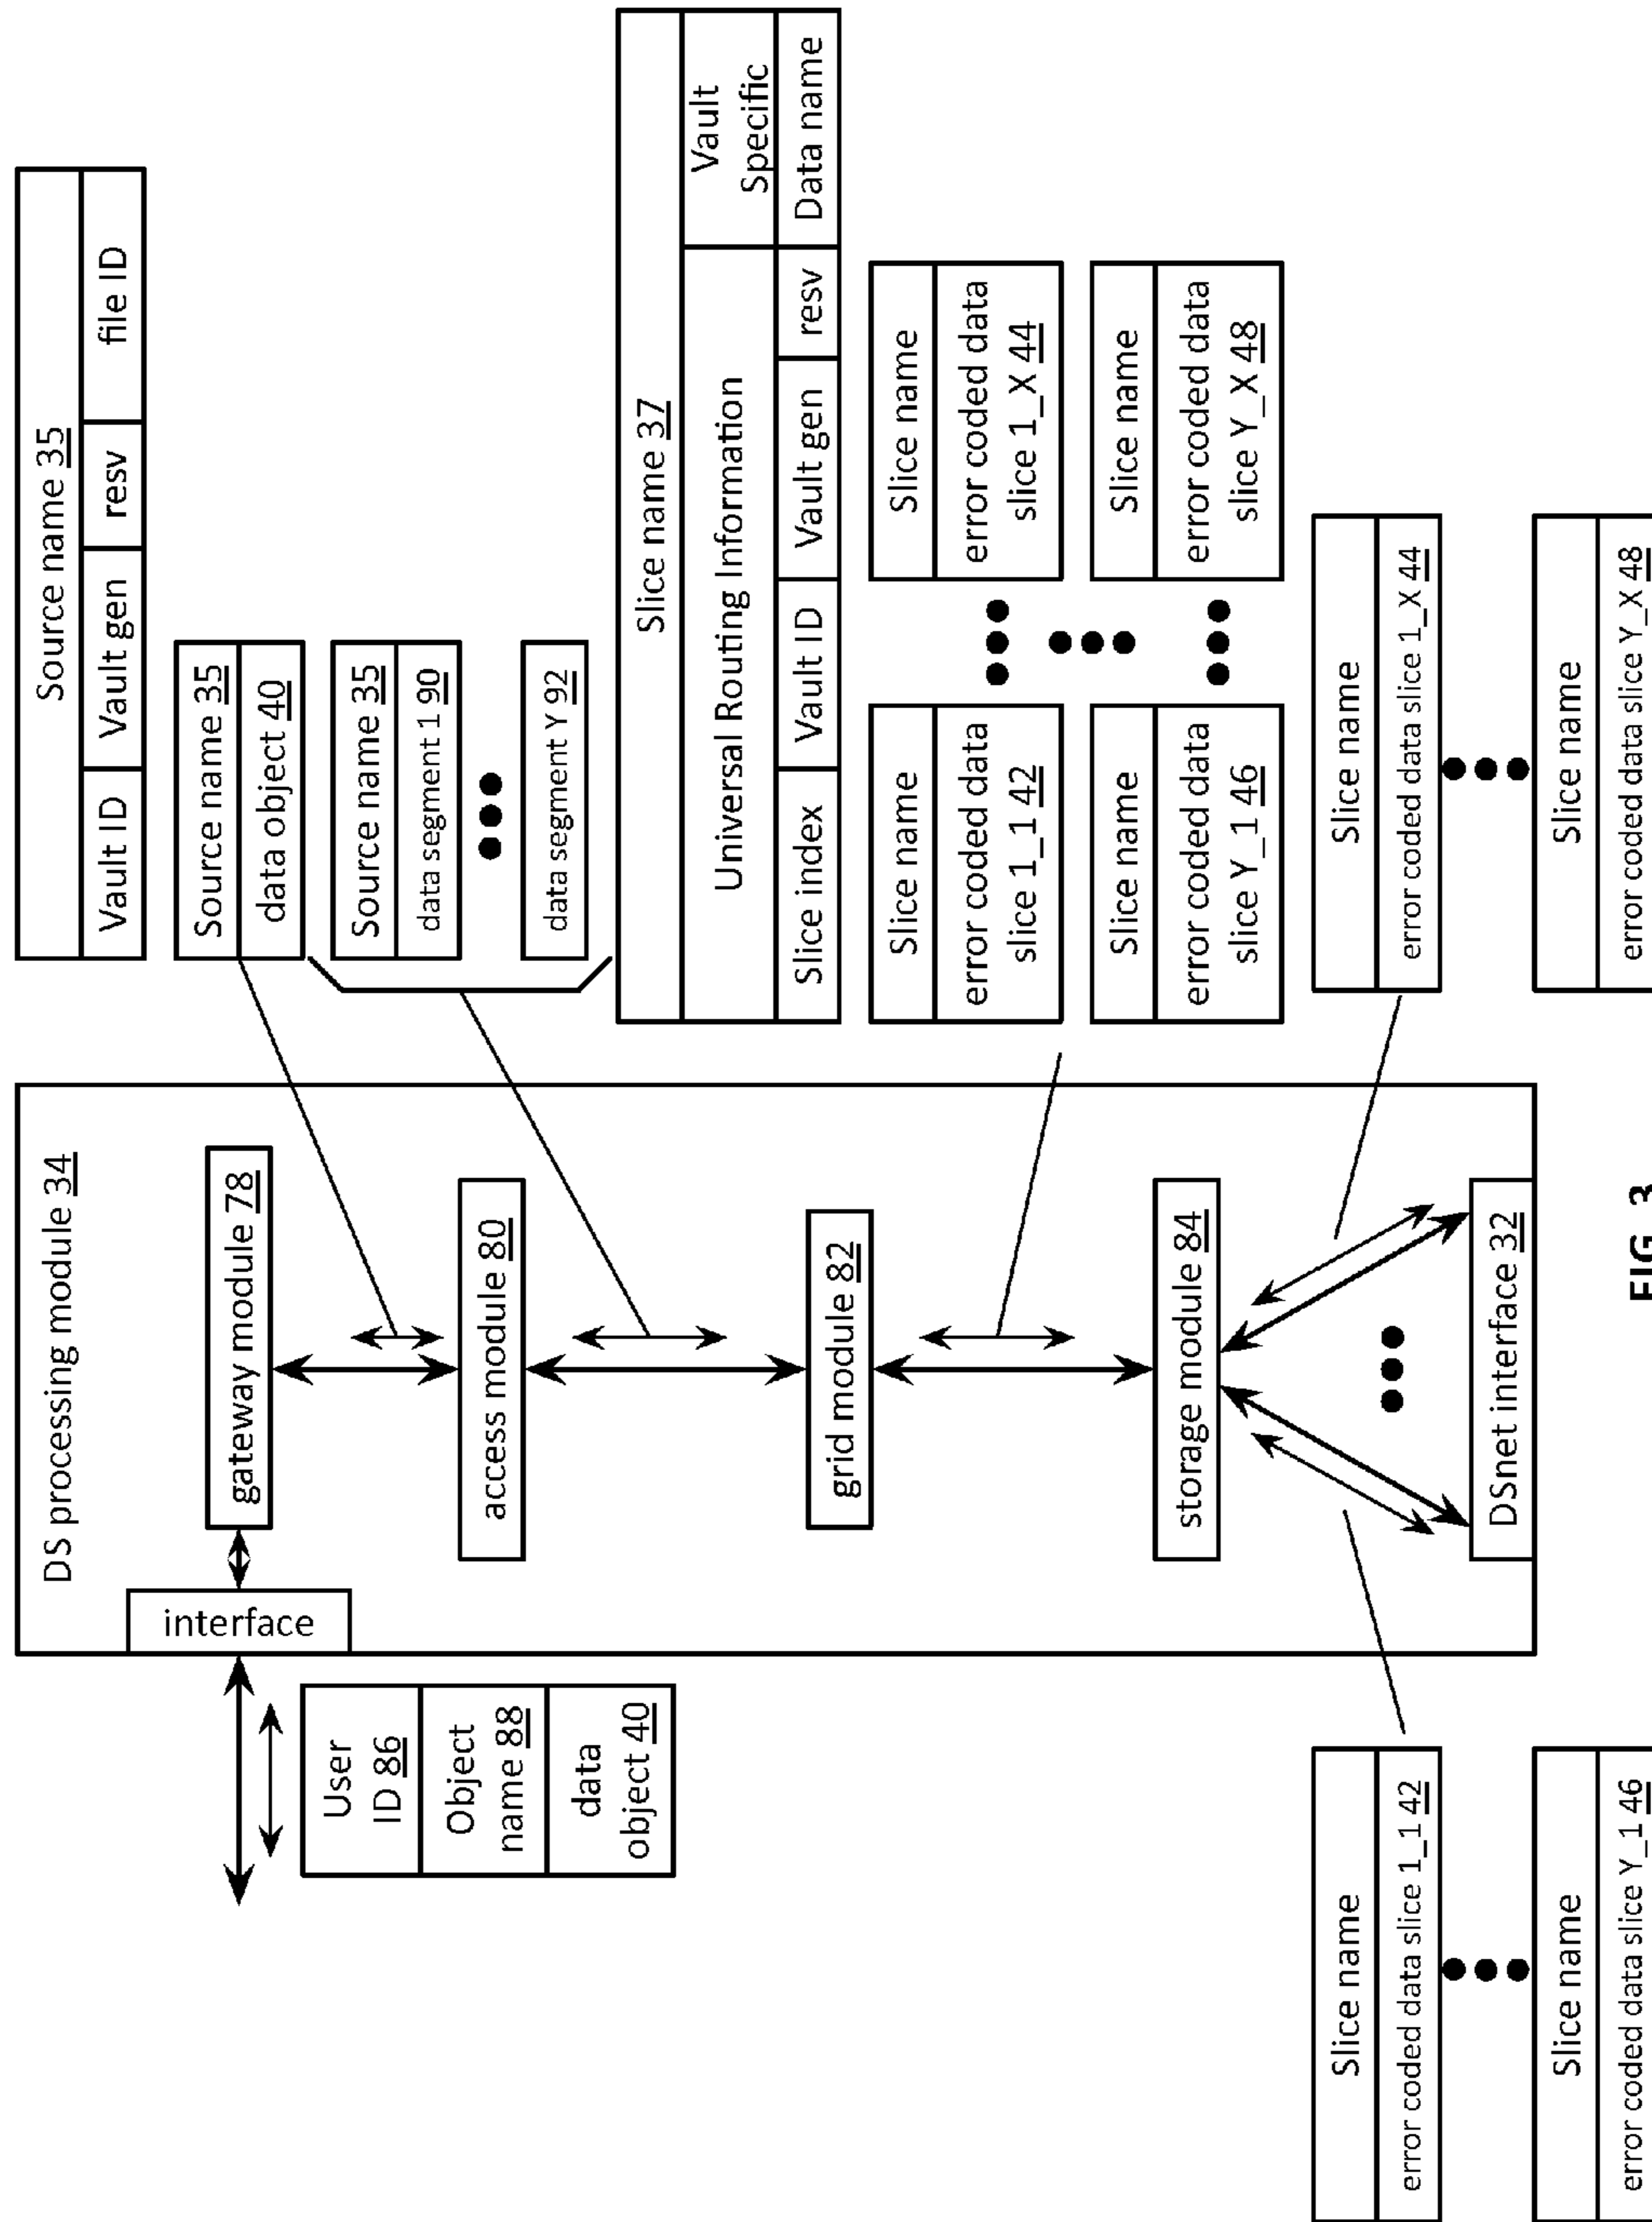 DS processing module 34
interface
gateway module 78
access module 80
grid module 82
storage module 84
DSnet interface 32
User
ID 86
Object
name 88
data
object 40
Source name 35
Vault ID
Vault gen
resv
file ID
Source name 35
data object 40
Source name 35
data segment 1 90
data segment Y 92
Slice name 37
Universal Routing Information
Vault
Specific
Slice index
Vault ID
Vault gen
resv
Data name
Slice name
error coded data
slice 1_1 42
Slice name
error coded data
slice 1_X 44
Slice name
error coded data
slice Y_1 46
Slice name
error coded data
slice Y_X 48
Slice name
error coded data slice 1_1 42
Slice name
error coded data slice Y_1 46
Slice name
error coded data slice 1_X 44
Slice name
error coded data slice Y_X 48
FIG. 3